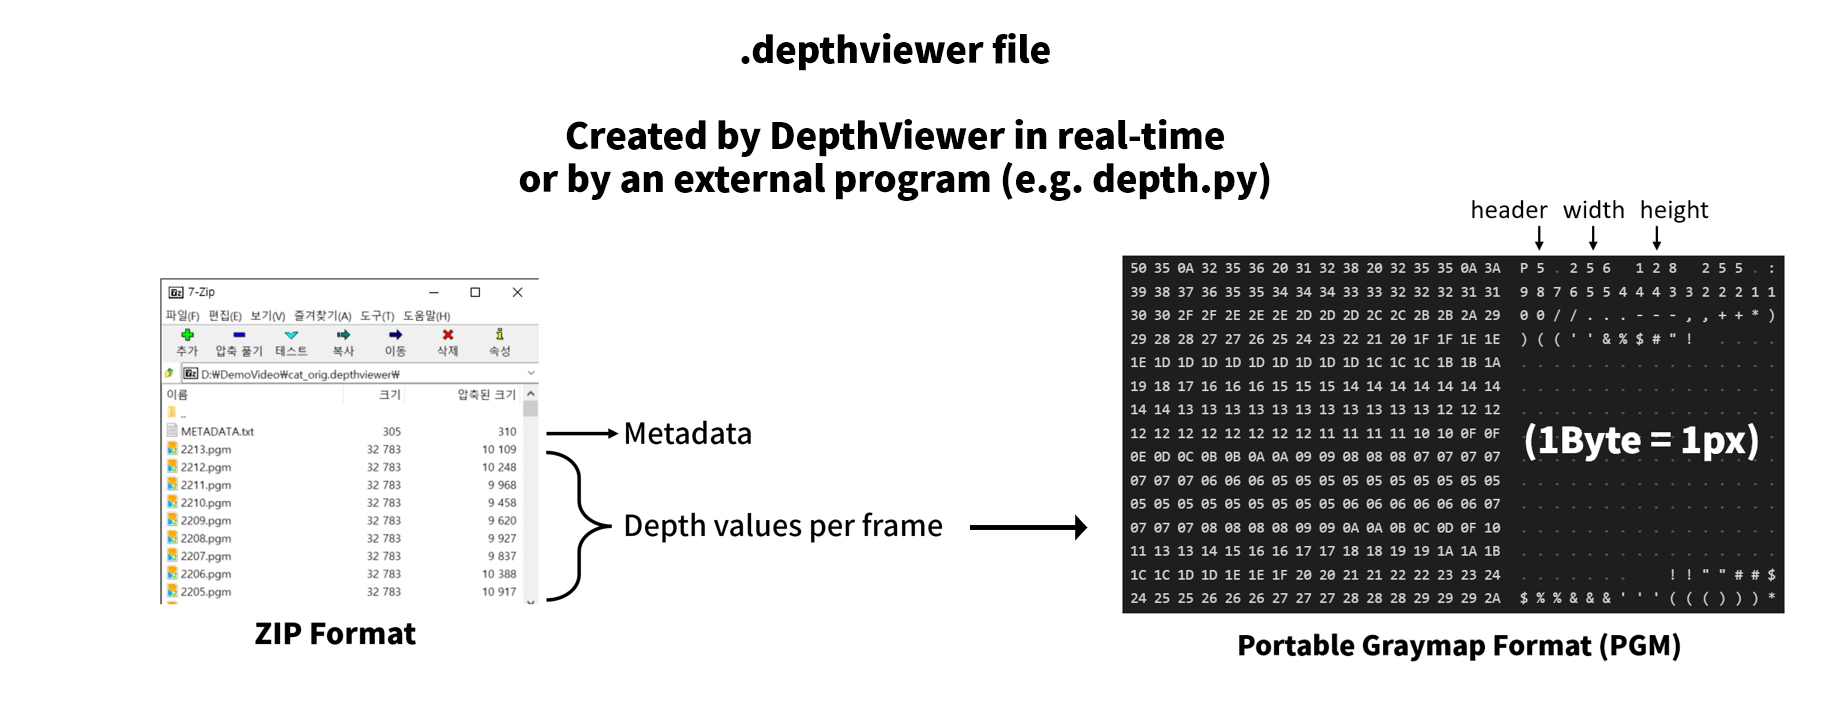 .depthviewer file
Created by DepthViewer in real-time
or by an external program (e.g. depth.py)
7-Zip
파일(F) 편집(E) 보기(V) 즐겨찾기(A) 도구(T) 도움말(H)
추가 압축 풀기 테스트 복사 이동 삭제 속성
D:₩DemoVideo₩cat_orig.depthviewer₩
이름 크기 압축된 크기
..
METADATA.txt 305 310
2213.pgm 32 783 10 109
2212.pgm 32 783 10 248
2211.pgm 32 783 9 968
2210.pgm 32 783 9 458
2209.pgm 32 783 9 620
2208.pgm 32 783 9 927
2207.pgm 32 783 9 837
2206.pgm 32 783 10 388
2205.pgm 32 783 10 917
ZIP Format
Metadata
Depth values per frame
header width height
50 35 0A 32 35 36 20 31 32 38 20 32 35 35 0A 3A P 5 . 2 5 6 1 2 8 2 5 5 . :
39 38 37 36 35 35 34 34 34 33 33 32 32 32 31 31 9 8 7 6 5 5 4 4 4 3 3 2 2 2 1 1
30 30 2F 2F 2E 2E 2E 2D 2D 2D 2C 2C 2B 2B 2A 29 0 0 / / . . . - - - , , + + * )
29 28 28 27 27 26 25 24 23 22 21 20 1F 1F 1E 1E ) ( ( ' ' & % $ # " ! . . . .
1E 1D 1D 1D 1D 1D 1D 1D 1D 1D 1C 1C 1C 1B 1B 1A . . . . . . . . . . . . . . . .
19 18 17 16 16 16 15 15 15 14 14 14 14 14 14 14 . . . . . . . . . . . . . . . .
14 14 13 13 13 13 13 13 13 13 13 13 13 12 12 12 . . . . . . . . . . . . . . . .
12 12 12 12 12 12 12 12 11 11 11 11 10 10 0F 0F
(1Byte = 1px)
0E 0D 0C 0B 0B 0A 0A 09 09 08 08 08 07 07 07 07 . . . . . . . . . . . . . . . .
07 07 07 06 06 06 05 05 05 05 05 05 05 05 05 05 . . . . . . . . . . . . . . . .
05 05 05 05 05 05 05 05 05 06 06 06 06 06 06 07 . . . . . . . . . . . . . . . .
07 07 07 08 08 08 08 09 09 0A 0A 0B 0C 0D 0F 10 . . . . . . . . . . . . . . . .
11 13 13 14 15 16 16 17 17 18 18 19 19 1A 1A 1B . . . . . . . . . . . . . . . .
1C 1C 1D 1D 1E 1E 1F 20 20 21 21 22 22 23 23 24 . . . . . . . ! ! " " # # $
24 25 25 26 26 26 27 27 27 28 28 28 29 29 29 2A $ % % & & & ' ' ' ( ( ( ) ) ) *
Portable Graymap Format (PGM)